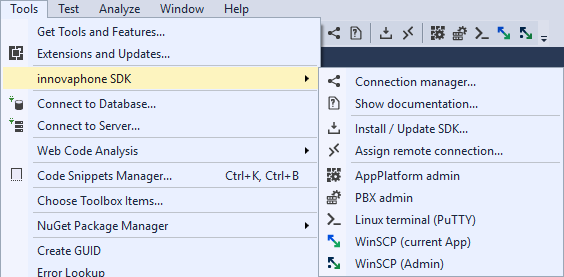 Tools Test Analyze Window Help
Get Tools and Features...
Extensions and Updates...
innovaphone SDK
Connect to Database...
Connect to Server...
Web Code Analysis
Code Snippets Manager... Ctrl+K, Ctrl+B
Choose Toolbox Items...
NuGet Package Manager
Create GUID
Error Lookup
Connection manager...
Show documentation...
Install / Update SDK...
Assign remote connection...
AppPlatform admin
PBX admin
Linux terminal (PuTTY)
WinSCP (current App)
WinSCP (Admin)